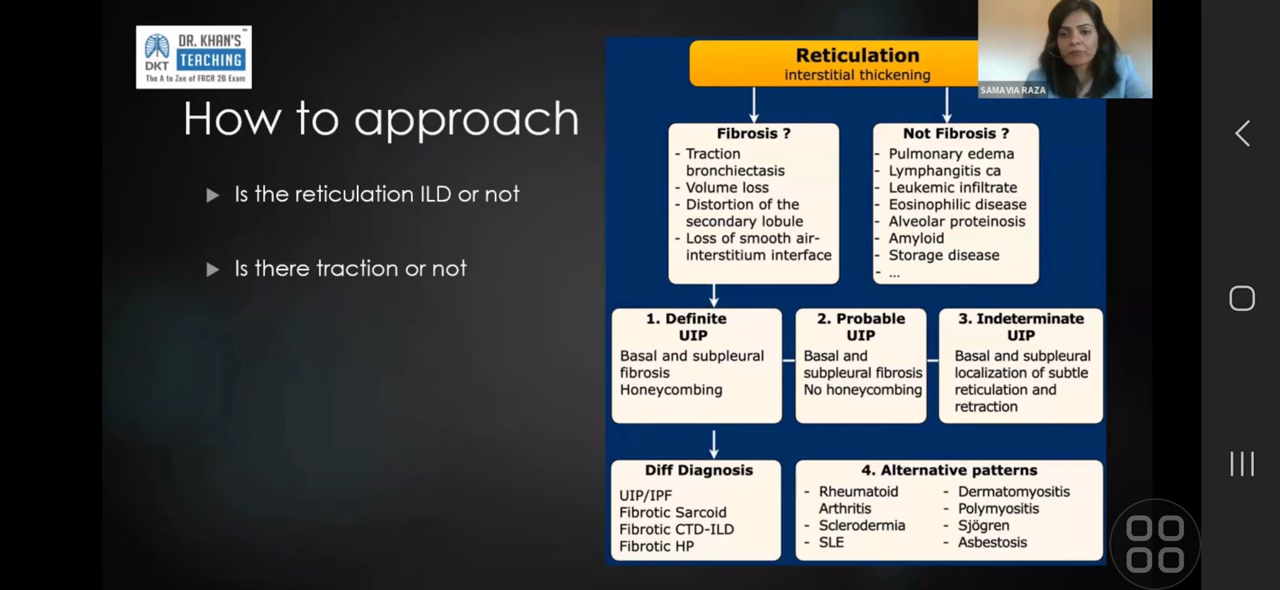 DR. KHAN'S
TEACHING
DKT
The A to Zee of FRCR 2B Exam
How to approach
Is the reticulation ILD or not
Is there traction or not
Reticulation
interstitial thickening
SAMAVIA RAZA
Fibrosis ?
- Traction
bronchiectasis
- Volume loss
- Distortion of the
secondary lobule
- Loss of smooth air-
interstitium interface
Not Fibrosis ?
- Pulmonary edema
- Lymphangitis ca
- Leukemic infiltrate
- Eosinophilic disease
- Alveolar proteinosis
- Amyloid
- Storage disease
- ...
1. Definite
UIP
Basal and subpleural
fibrosis
Honeycombing
2. Probable
UIP
Basal and
subpleural fibrosis
No honeycombing
3. Indeterminate
UIP
Basal and subpleural
localization of subtle
reticulation and
retraction
Diff Diagnosis
UIP/IPF
Fibrotic Sarcoid
Fibrotic CTD-ILD
Fibrotic HP
4. Alternative patterns
- Rheumatoid
Arthritis
- Sclerodermia
- SLE
- Dermatomyositis
- Polymyositis
- Sjögren
- Asbestosis